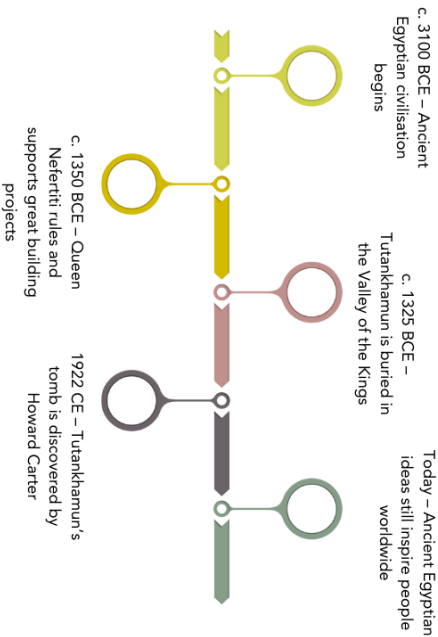 c. 3100 BCE – Ancient
Egyptian civilisation
begins
c. 1350 BCE – Queen
Nefertiti rules and
supports great building
projects
c. 1325 BCE –
Tutankhamun is buried in
the Valley of the Kings
1922 CE – Tutankhamun's
tomb is discovered by
Howard Carter
Today – Ancient Egyptian
ideas still inspire people
worldwide